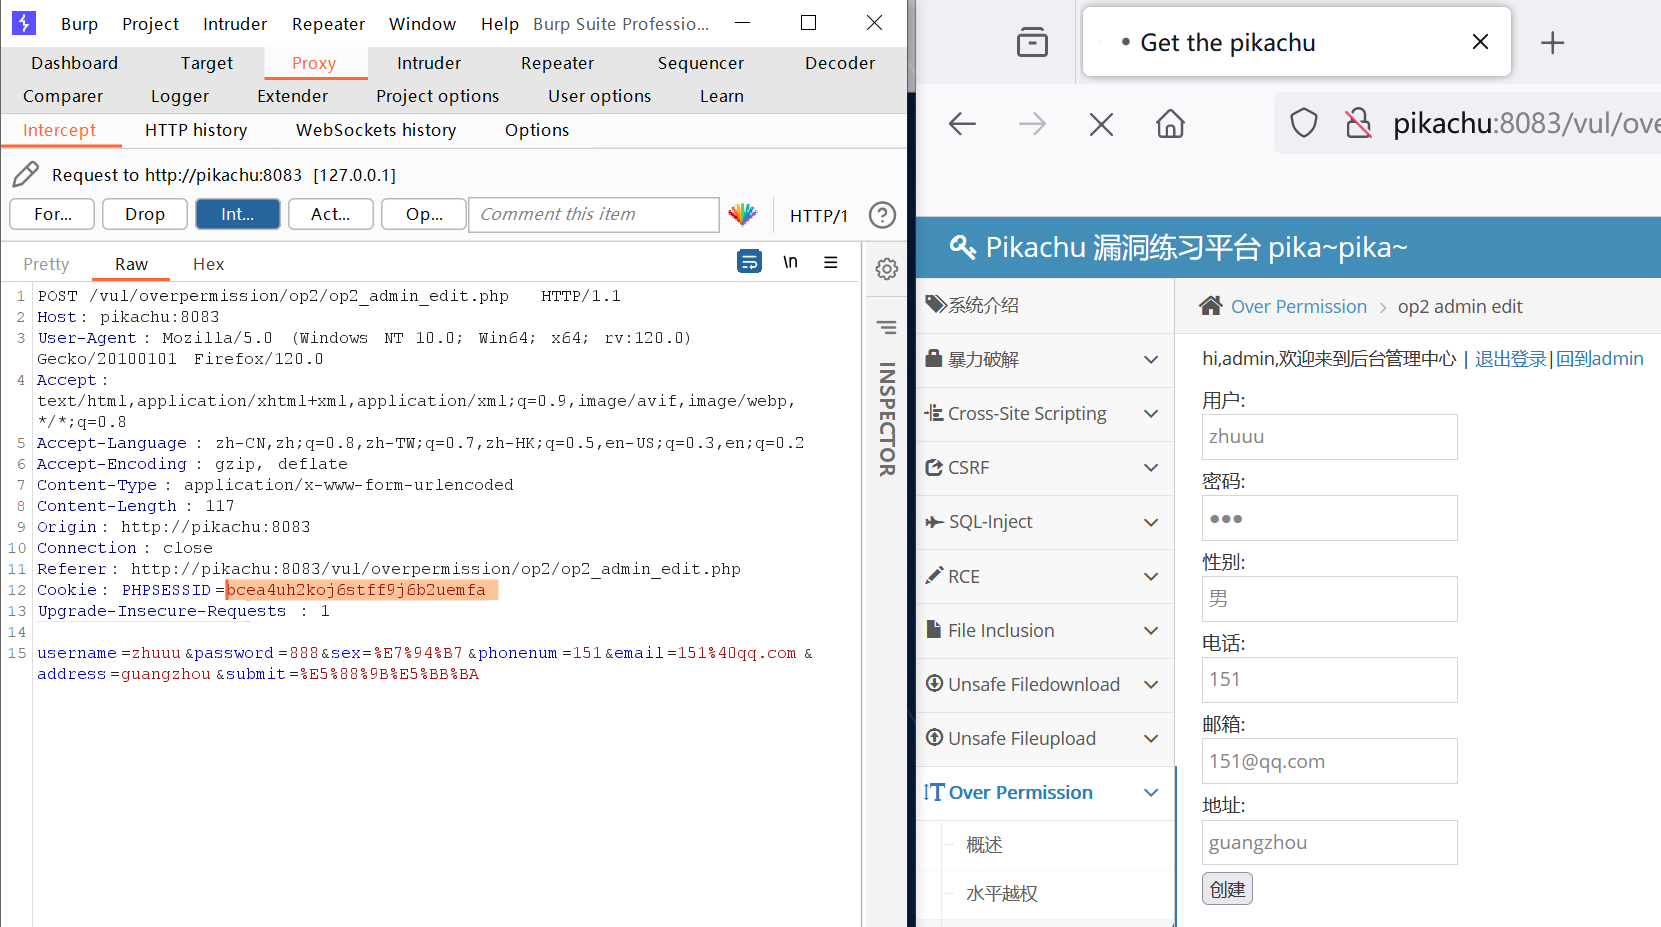 Burp Project Intruder Repeater Window Help Burp Suite Professio...
Dashboard Target Proxy Intruder Repeater Sequencer Decoder
Comparer Logger Extender Project options User options Learn
Intercept HTTP history WebSockets history Options
Request to http://pikachu:8083 [127.0.0.1]
For... Drop Int... Act... Op... Comment this item HTTP/1 ?
Pretty Raw Hex \n
1 POST /vul/overpermission/op2/op2_admin_edit.php HTTP/1.1
2 Host: pikachu:8083
3 User-Agent: Mozilla/5.0 (Windows NT 10.0; Win64; x64; rv:120.0)
Gecko/20100101 Firefox/120.0
4 Accept:
text/html,application/xhtml+xml,application/xml;q=0.9,image/avif,image/webp,
*/*;q=0.8
5 Accept-Language: zh-CN,zh;q=0.8,zh-TW;q=0.7,zh-HK;q=0.5,en-US;q=0.3,en;q=0.2
6 Accept-Encoding: gzip, deflate
7 Content-Type: application/x-www-form-urlencoded
8 Content-Length: 117
9 Origin: http://pikachu:8083
10 Connection: close
11 Referer: http://pikachu:8083/vul/overpermission/op2/op2_admin_edit.php
12 Cookie: PHPSESSID=bcea4uh2koj6stff9j6b2uemfa
13 Upgrade-Insecure-Requests: 1
14
15 username=zhuuu&password=888&sex=%E7%94%B7&phonenum=151&email=151%40qq.com&
address=guangzhou&submit=%E5%88%9B%E5%BB%BA
INSPECTOR
Get the pikachu
pikachu:8083/vul/ove
Pikachu 漏洞练习平台 pika~pika~
系统介绍
暴力破解
Cross-Site Scripting
CSRF
SQL-Inject
RCE
File Inclusion
Unsafe Filedownload
Unsafe Fileupload
Over Permission
概述
水平越权
Over Permission > op2 admin edit
hi,admin,欢迎来到后台管理中心 | 退出登录|回到admin
用户:
zhuuu
密码:
●●●
性别:
男
电话:
151
邮箱:
151@qq.com
地址:
guangzhou
创建